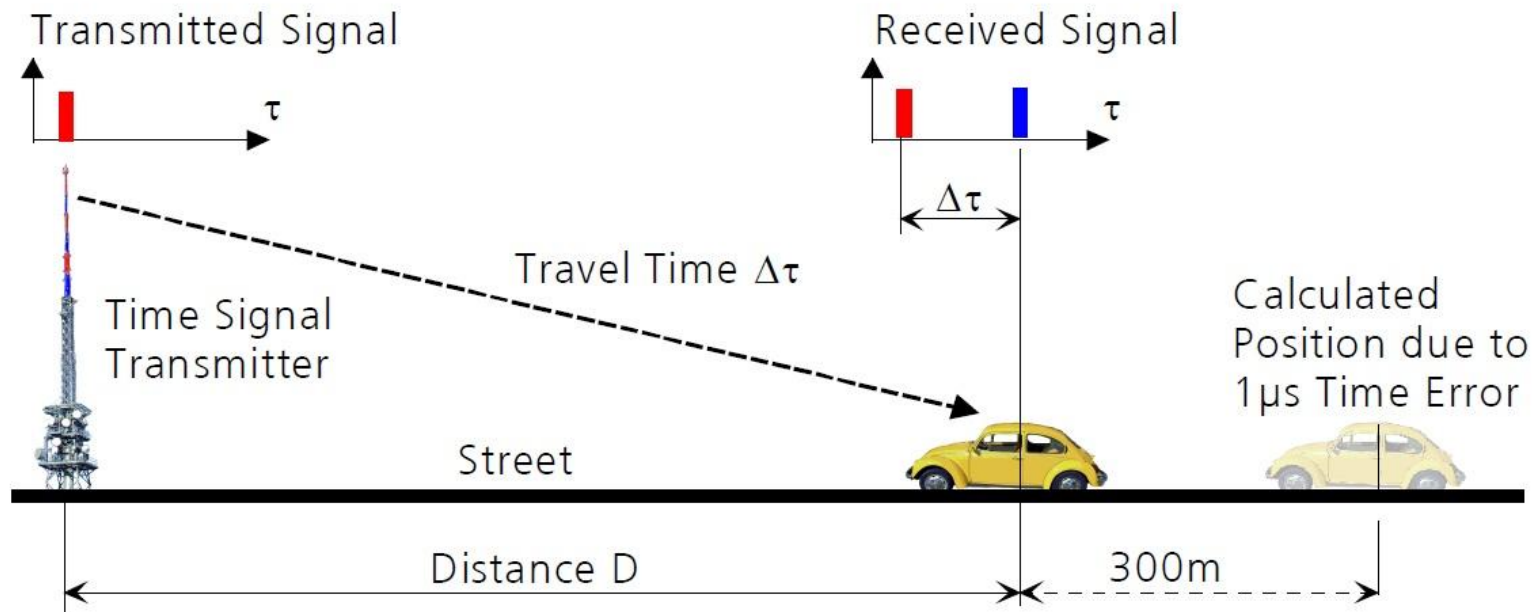 Transmitted Signal
τ
Received Signal
τ
Δτ
Travel Time Δτ
Time Signal
Transmitter
Calculated
Position due to
1µs Time Error
Street
Distance D
300m